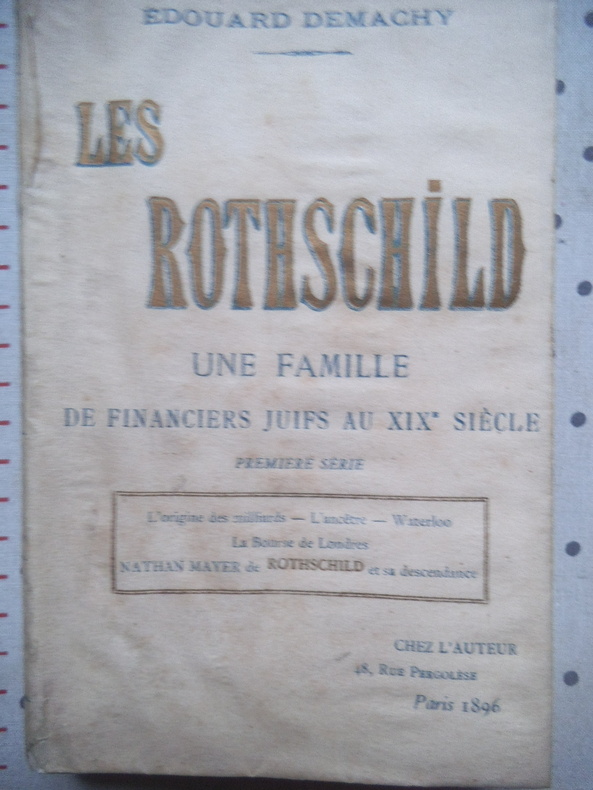 ÉDOUARD DEMACHY
LES
ROTHSCHILD
UNE FAMILLE
DE FINANCIERS JUIFS AU XIXᵉ SIÈCLE
PREMIÈRE SÉRIE
L'origine des milliards — L'ancêtre — Waterloo
La Bourse de Londres
NATHAN MAYER de ROTHSCHILD et sa descendance
CHEZ L'AUTEUR
48, RUE PERGOLÈSE
Paris 1896